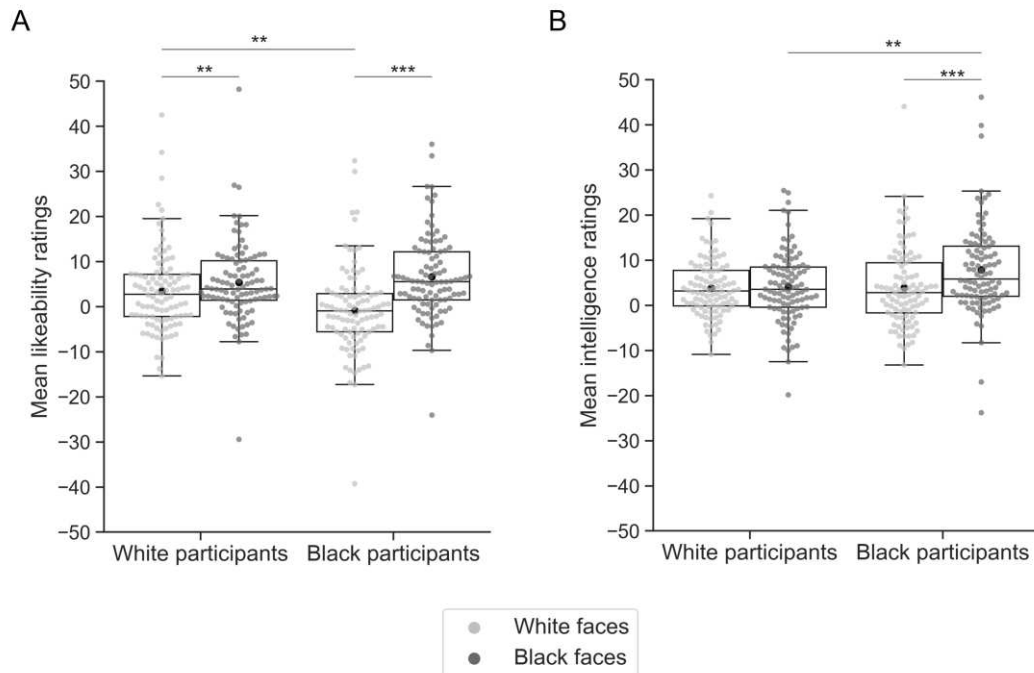 A
B
**
**
***
**
***
Mean likeability ratings
50
40
30
20
10
0
−10
−20
−30
−40
−50
White participants
Black participants
Mean intelligence ratings
50
40
30
20
10
0
−10
−20
−30
−40
−50
White participants
Black participants
White faces
Black faces